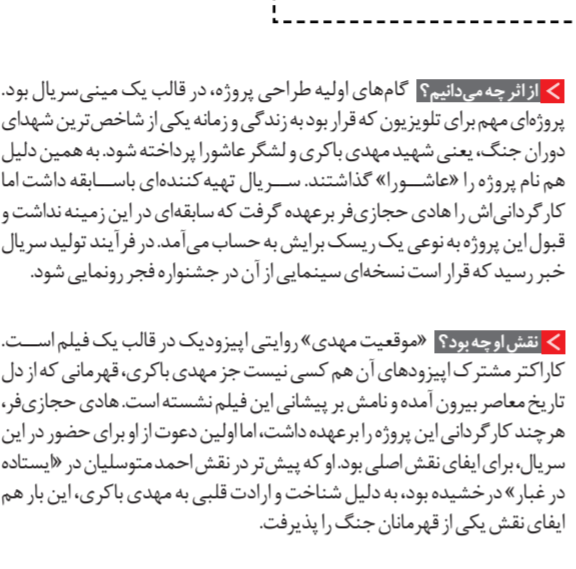 از اثر چه می‌دانیم؟ گام‌های اولیه طراحی پروژه، در قالب یک مینی‌سریال بود.
پروژه‌ای مهم برای تلویزیون که قرار بود به زندگی و زمانه یکی از شاخص‌ترین شهدای
دوران جنگ، یعنی شهید مهدی باکری و لشگر عاشورا پرداخته شود. به همین دلیل
هم نام پروژه را «عاشــورا» گذاشتند. ســریال تهیه‌کننده‌ای باســابقه داشت اما
کارگردانی‌اش را هادی حجازی‌فر برعهده گرفت که سابقه‌ای در این زمینه نداشت و
قبول این پروژه به نوعی یک ریسک برایش به حساب می‌آمد. در فرآیند تولید سریال
خبر رسید که قرار است نسخه‌ای سینمایی از آن در جشنواره فجر رونمایی شود.
نقش او چه بود؟ «موقعیت مهدی» روایتی اپیزودیک در قالب یک فیلم اســت.
کاراکتر مشترک اپیزودهای آن هم کسی نیست جز مهدی باکری، قهرمانی که از دل
تاریخ معاصر بیرون آمده و نامش بر پیشانی این فیلم نشسته است. هادی حجازی‌فر،
هرچند کارگردانی این پروژه را برعهده داشت، اما اولین دعوت از او برای حضور در این
سریال، برای ایفای نقش اصلی بود. او که پیش‌تر در نقش احمد متوسلیان در «ایستاده
در غبار» درخشیده بود، به دلیل شناخت و ارادت قلبی به مهدی باکری، این بار هم
ایفای نقش یکی از قهرمانان جنگ را پذیرفت.